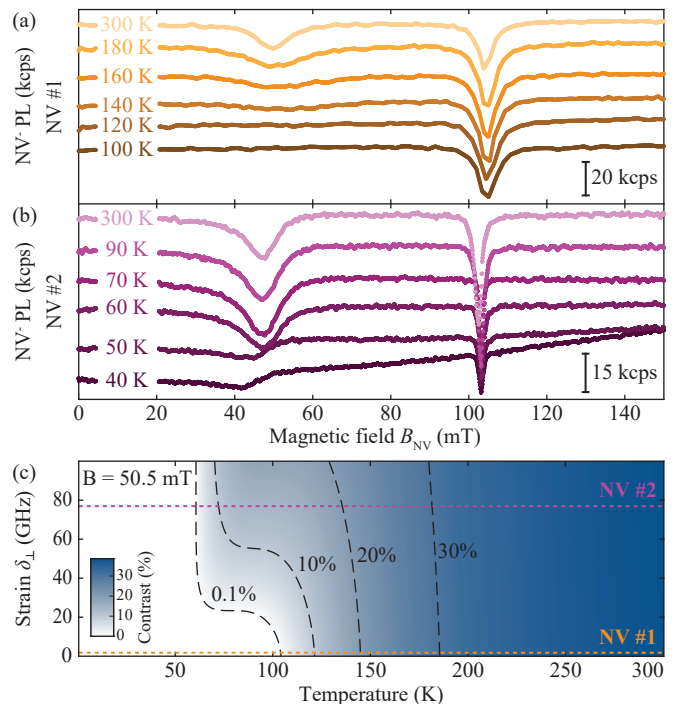 (a)
NV⁻ PL (kcps)
NV #1
300 K
180 K
160 K
140 K
120 K
100 K
20 kcps
(b)
NV⁻ PL (kcps)
NV #2
300 K
90 K
70 K
60 K
50 K
40 K
15 kcps
0 20 40 60 80 100 120 140
Magnetic field B_NV (mT)
(c)
B = 50.5 mT
Strain δ⊥ (GHz)
80
60
40
20
0
NV #2
30
20
10
0
Contrast (%)
0.1%
10%
20%
30%
NV #1
50 100 150 200 250 300
Temperature (K)